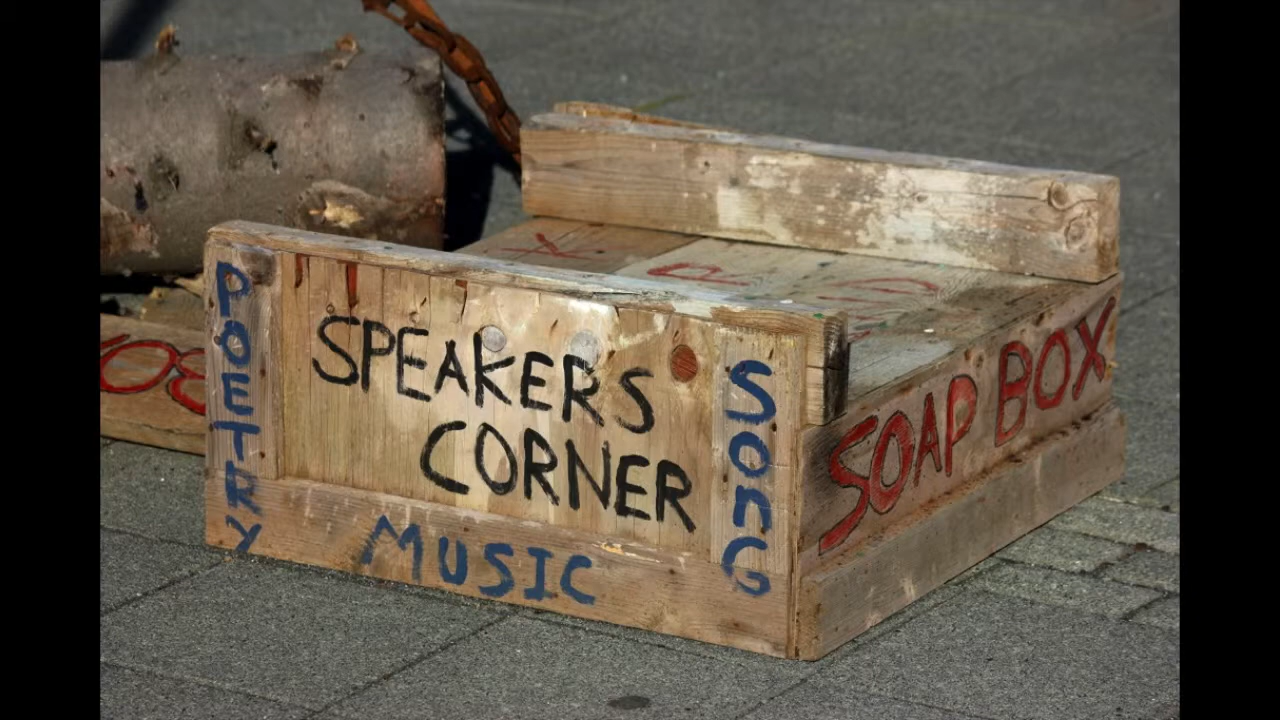 POETRY
SPEAKERS
CORNER
SOnG
MUSIC
SOAP BOX